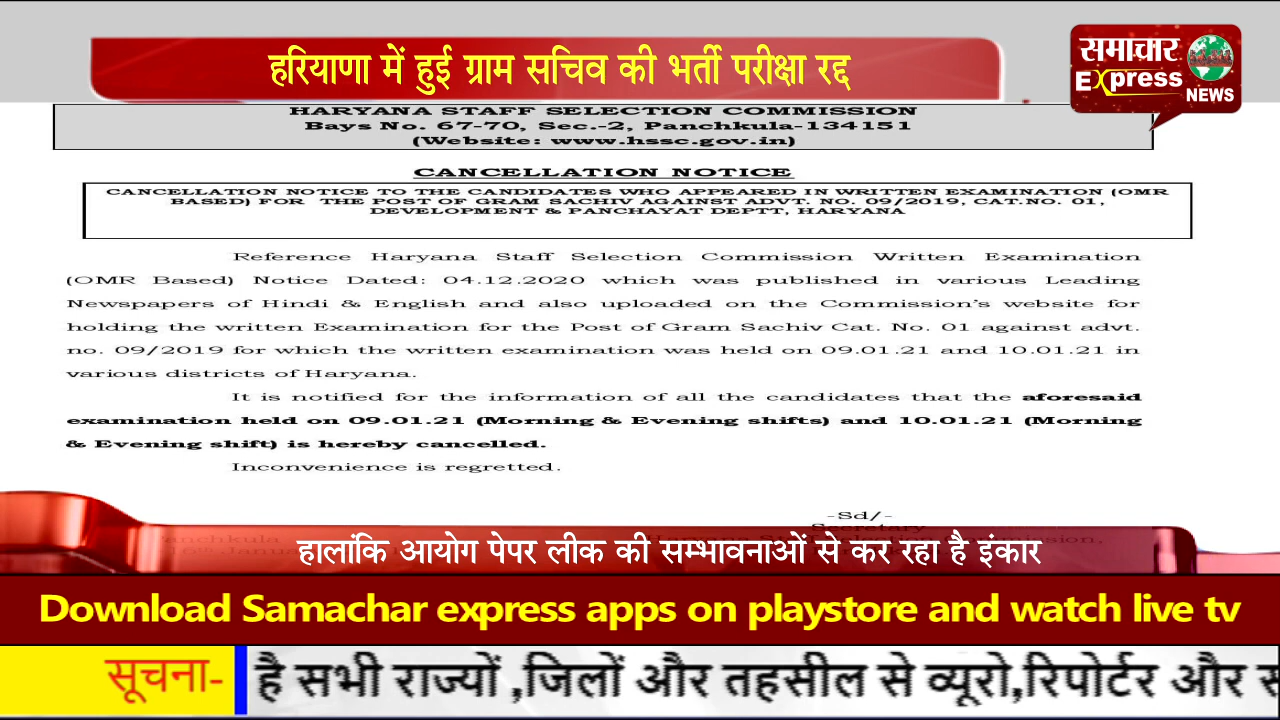 हरियाणा में हुई ग्राम सचिव की भर्ती परीक्षा रद्द
समाचार
Express
NEWS
HARYANA STAFF SELECTION COMMISSION
Bays No. 67-70, Sec.-2, Panchkula-134151
(Website: www.hssc.gov.in)
CANCELLATION NOTICE
CANCELLATION NOTICE TO THE CANDIDATES WHO APPEARED IN WRITTEN EXAMINATION (OMR
BASED) FOR THE POST OF GRAM SACHIV AGAINST ADVT. NO. 09/2019, CAT.NO. 01,
DEVELOPMENT & PANCHAYAT DEPTT, HARYANA
Reference Haryana Staff Selection Commission Written Examination
(OMR Based) Notice Dated: 04.12.2020 which was published in various Leading
Newspapers of Hindi & English and also uploaded on the Commission's website for
holding the written Examination for the Post of Gram Sachiv Cat. No. 01 against advt.
no. 09/2019 for which the written examination was held on 09.01.21 and 10.01.21 in
various districts of Haryana.
It is notified for the information of all the candidates that the aforesaid
examination held on 09.01.21 (Morning & Evening shifts) and 10.01.21 (Morning
& Evening shift) is hereby cancelled.
Inconvenience is regretted.
-Sd/-
Secretary
हालांकि आयोग पेपर लीक की सम्भावनाओं से कर रहा है इंकार
Download Samachar express apps on playstore and watch live tv
सूचना- है सभी राज्यों ,जिलों और तहसील से व्यूरो,रिपोर्टर और